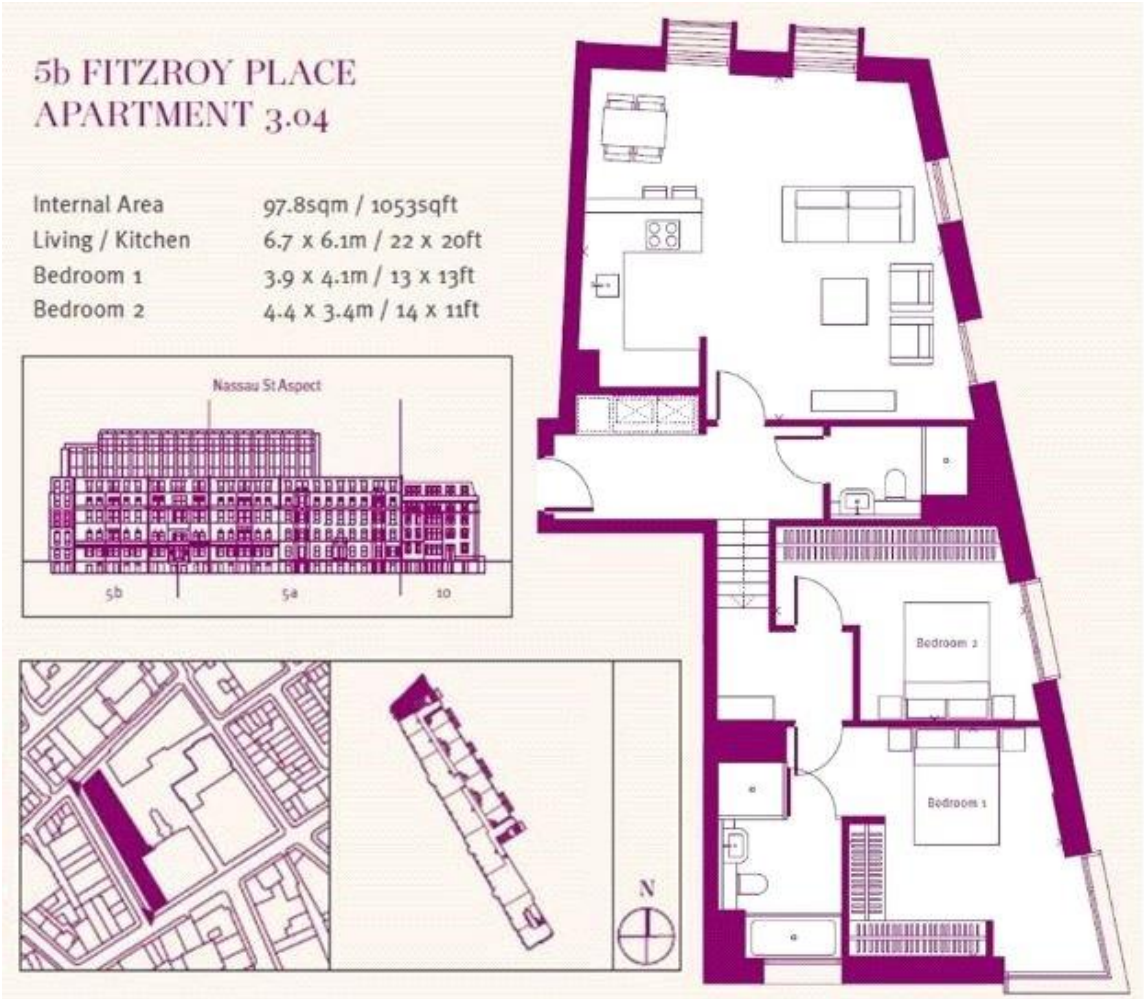 5b FITZROY PLACE
APARTMENT 3.04
Internal Area 97.8sqm / 1053sqft
Living / Kitchen 6.7 x 6.1m / 22 x 20ft
Bedroom 1 3.9 x 4.1m / 13 x 13ft
Bedroom 2 4.4 x 3.4m / 14 x 11ft
Nassau St Aspect
5b 5a 10
N
Bedroom 2
Bedroom 1